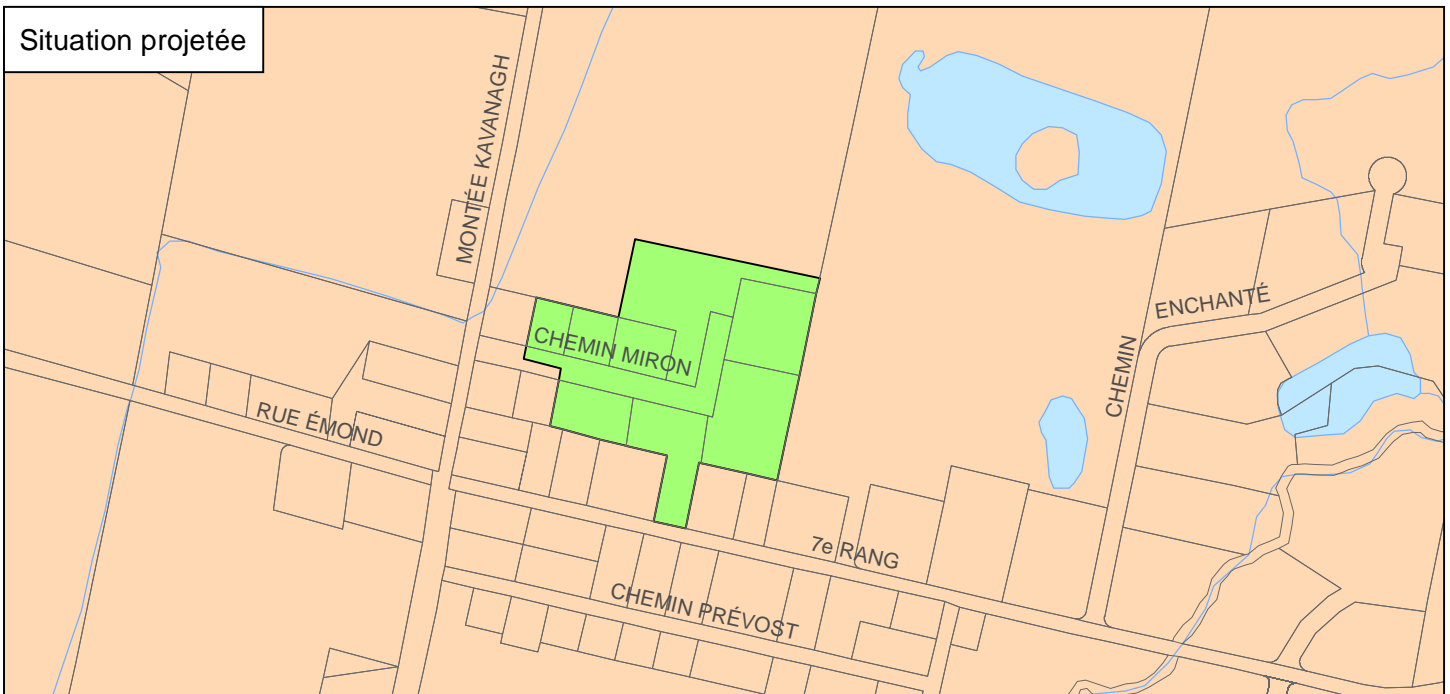 Situation projetée
MONTÉE KAVANAGH
ENCHANTÉ
CHEMIN MIRON
CHEMIN
RUE ÉMOND
7e RANG
CHEMIN PRÉVOST